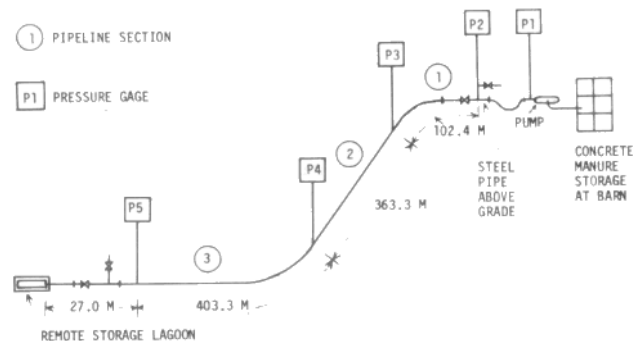 1 PIPELINE SECTION
P1 PRESSURE GAGE
P2
P1
P3
1
PUMP
102.4 M
STEEL
PIPE
ABOVE
GRADE
CONCRETE
MANURE
STORAGE
AT BARN
2
P4
363.3 M
P5
3
27.0 M
403.3 M
REMOTE STORAGE LAGOON